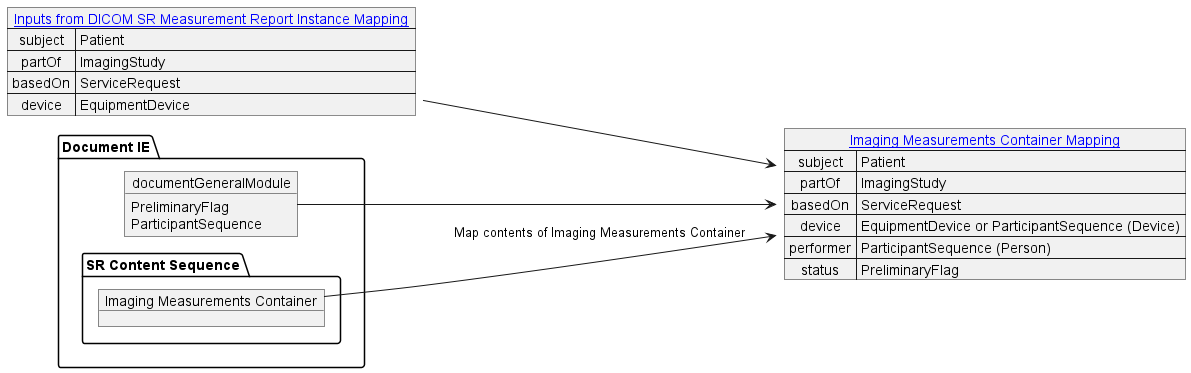 Inputs from DICOM SR Measurement Report Instance Mapping
subject Patient
partOf ImagingStudy
basedOn ServiceRequest
device EquipmentDevice
Document IE
documentGeneralModule
PreliminaryFlag
ParticipantSequence
SR Content Sequence
Imaging Measurements Container
Map contents of Imaging Measurements Container
Imaging Measurements Container Mapping
subject Patient
partOf ImagingStudy
basedOn ServiceRequest
device EquipmentDevice or ParticipantSequence (Device)
performer ParticipantSequence (Person)
status PreliminaryFlag